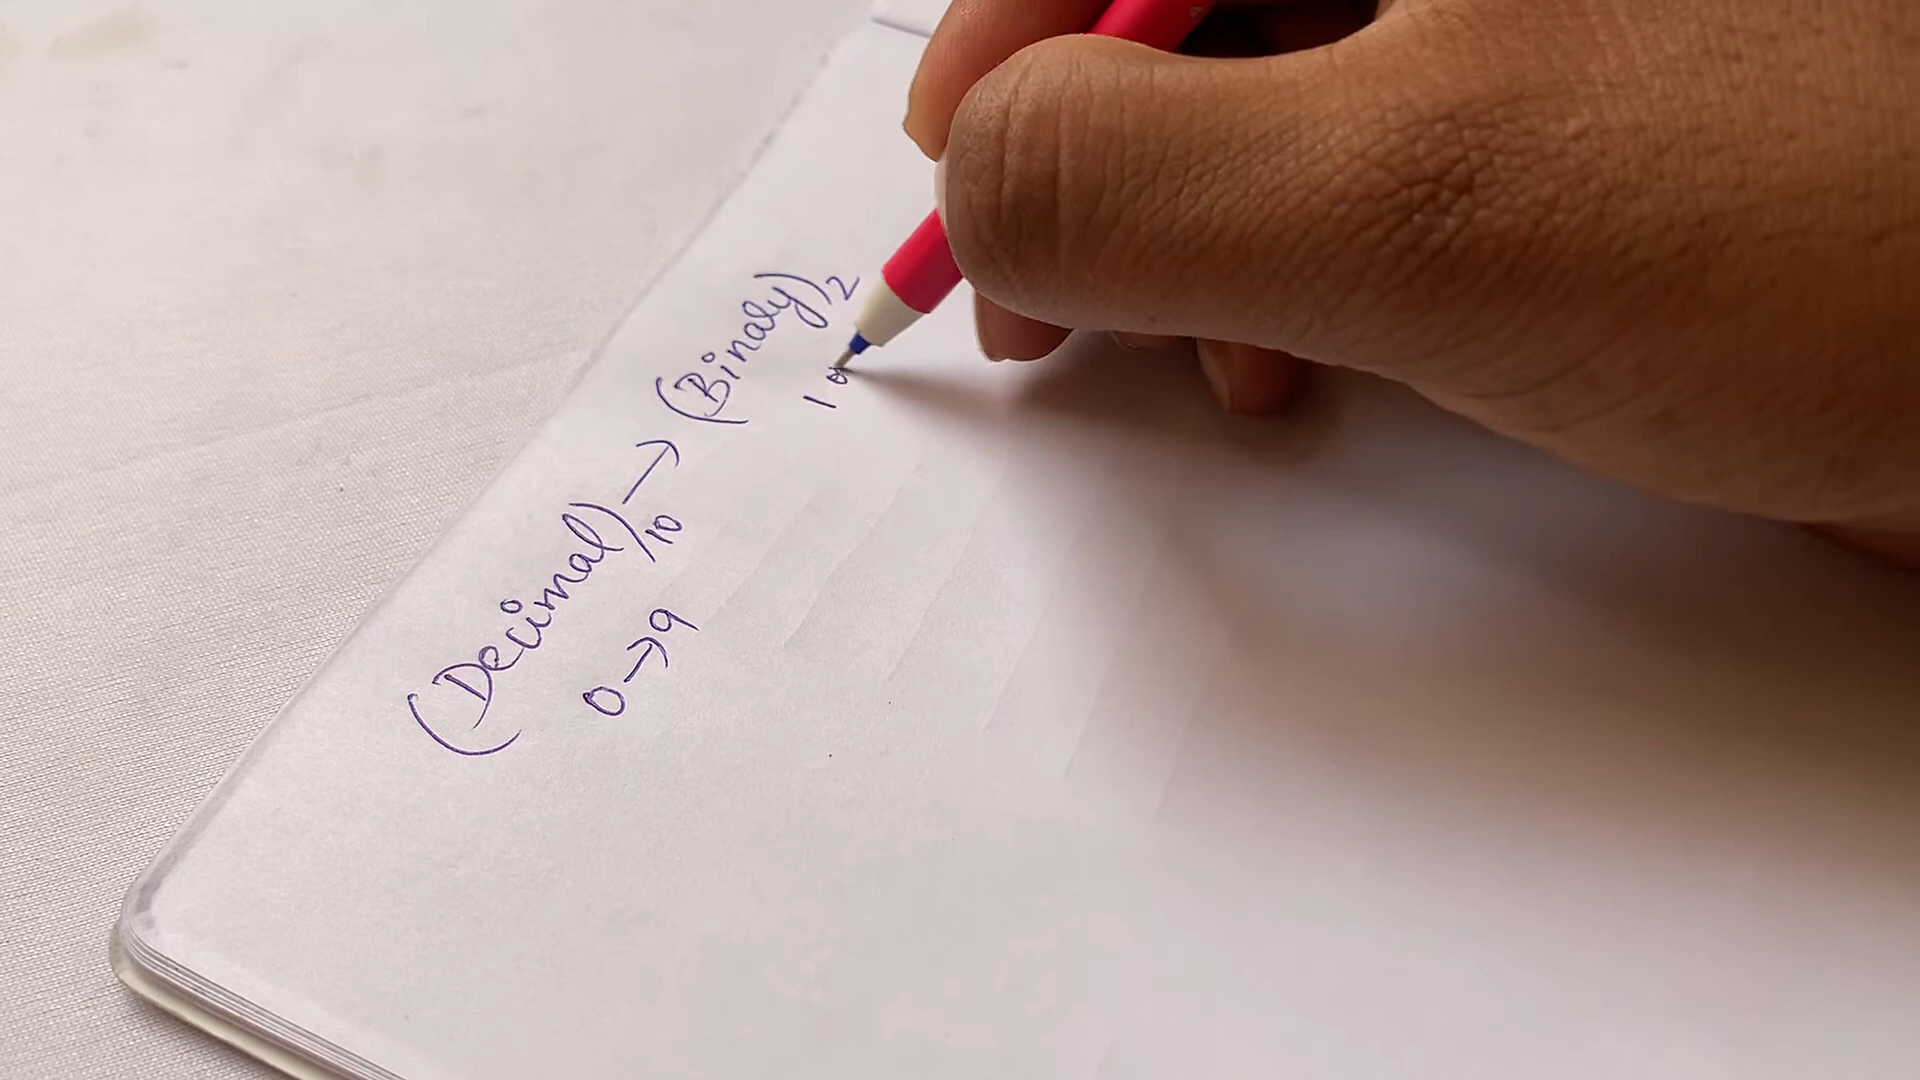 (Decimal)₁₀ → (Binary)₂
0 → 9 1